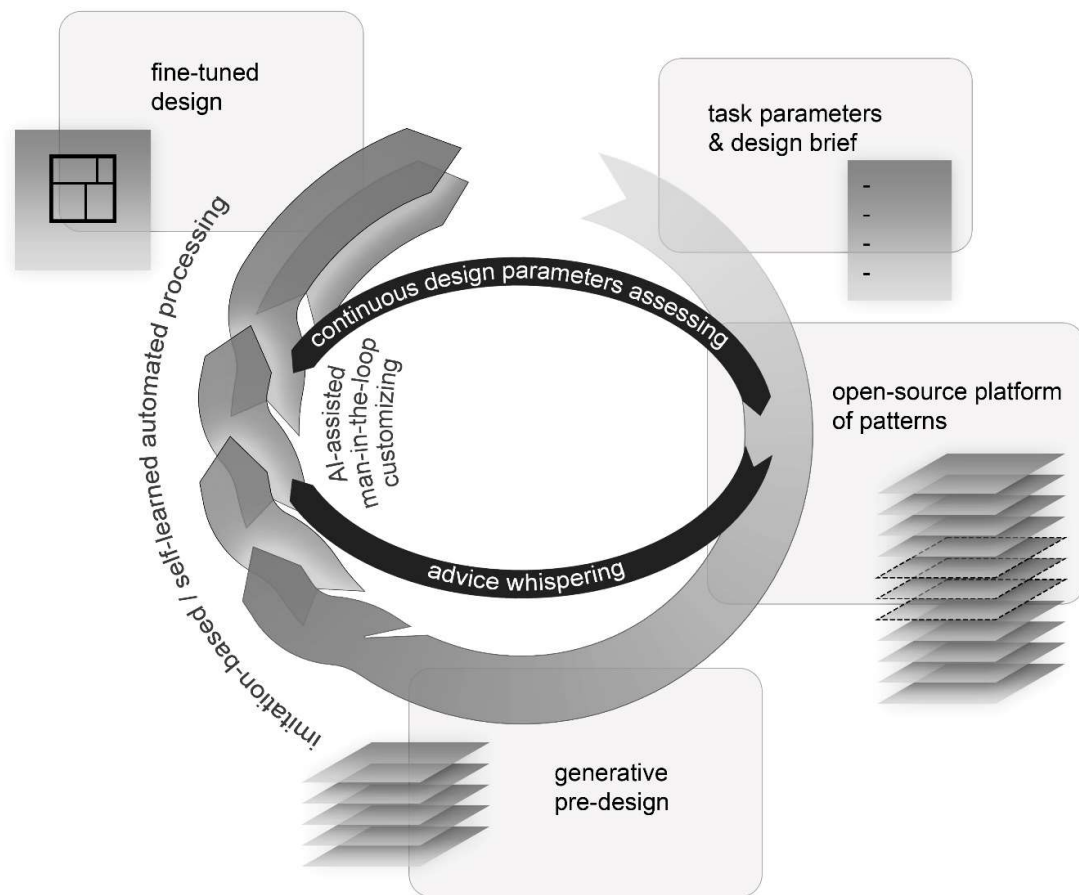 fine-tuned
design
task parameters
& design brief
-
-
-
-
continuous design parameters assessing
open-source platform
of patterns
AI-assisted
man-in-the-loop
customizing
imitation-based / self-learned automated processing
advice whispering
generative
pre-design